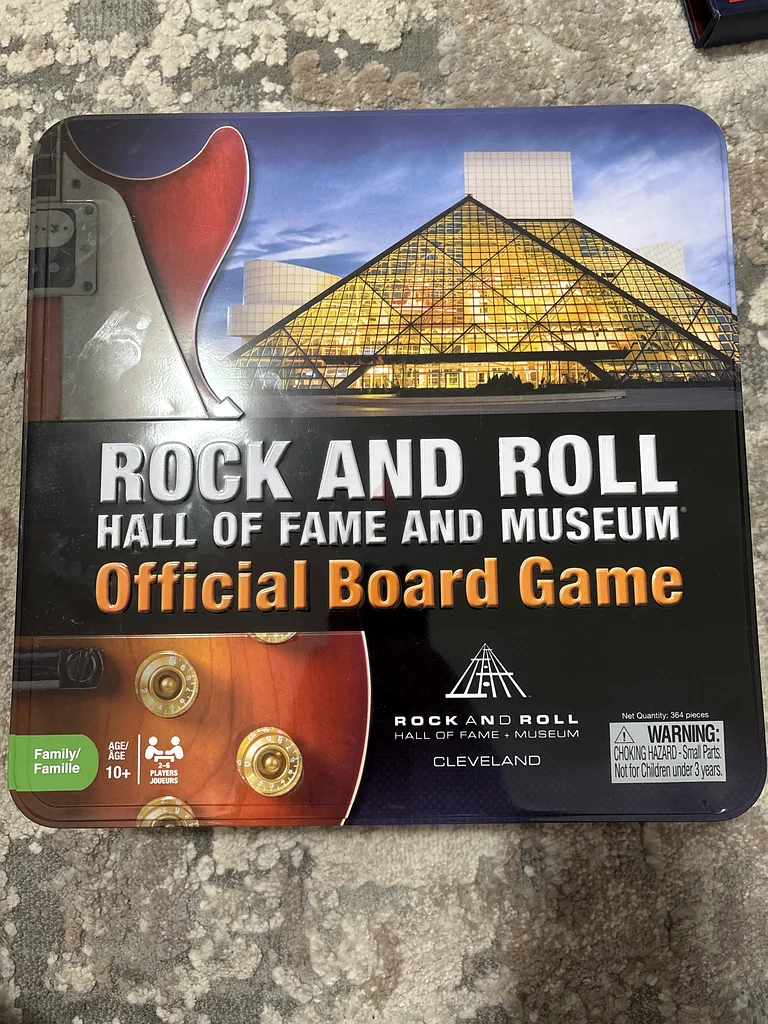 ROCK AND ROLL
HALL OF FAME AND MUSEUM®
Official Board Game
ROCK AND ROLL
HALL OF FAME + MUSEUM
CLEVELAND
Family/
Famille
AGE/
ÂGE
10+
2-6
PLAYERS
JOUEURS
Net Quantity: 364 pieces
WARNING:
CHOKING HAZARD - Small Parts.
Not for Children under 3 years.